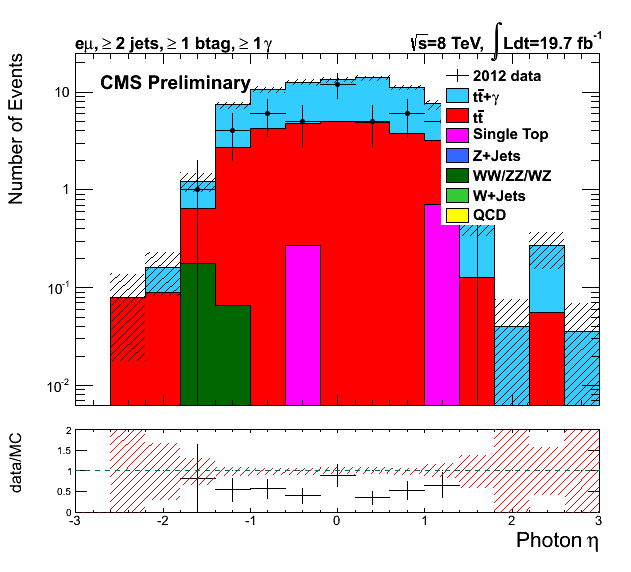 eμ, ≥ 2 jets, ≥ 1 btag, ≥ 1 γ
√s=8 TeV, ∫Ldt=19.7 fb⁻¹
CMS Preliminary
2012 data
tt̄+γ
tt̄
Single Top
Z+Jets
WW/ZZ/WZ
W+Jets
QCD
Number of Events
10
1
10⁻¹
10⁻²
data/MC
2
1.5
1
0.5
0
-3 -2 -1 0 1 2 3
Photon η